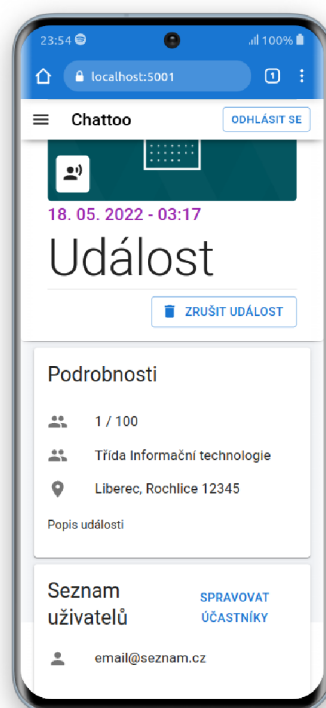 23:54 100%
localhost:5001 1
Chattoo ODHLÁSIT SE
18. 05. 2022 - 03:17
Událost
ZRUŠIT UDÁLOST
Podrobnosti
1 / 100
Třída Informační technologie
Liberec, Rochlice 12345
Popis události
Seznam
uživatelů
SPRAVOVAT
ÚČASTNÍKY
email@seznam.cz